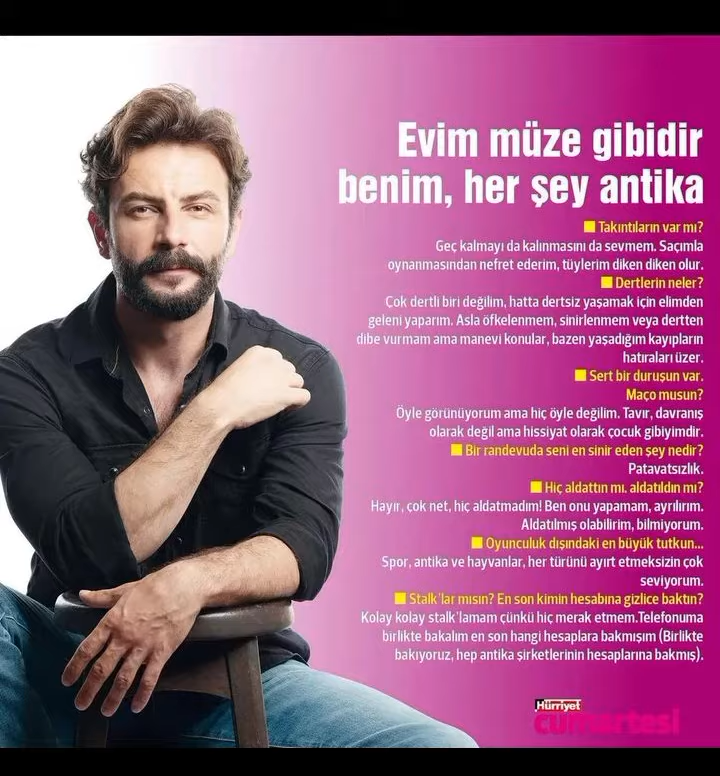 Evim müze gibidir
benim, her şey antika
Takıntıların var mı?
Geç kalmayı da kalınmasını da sevmem. Saçımla
oynanmasından nefret ederim, tüylerim diken diken olur.
Dertlerin neler?
Çok dertli biri değilim, hatta dertsiz yaşamak için elimden
geleni yaparım. Asla öfkelenmem, sinirlenmem veya dertten
dibe vurmam ama manevi konular, bazen yaşadığım kayıpların
hatıraları üzer.
Sert bir duruşun var.
Maço musun?
Öyle görünüyorum ama hiç öyle değilim. Tavır, davranış
olarak değil ama hissiyat olarak çocuk gibiyimdir.
Bir randevuda seni en sinir eden şey nedir?
Patavatsızlık.
Hiç aldattın mı. aldatıldın mı?
Hayır, çok net, hiç aldatmadım! Ben onu yapamam, ayrılırım.
Aldatılmış olabilirim, bilmiyorum.
Oyunculuk dışındaki en büyük tutkun...
Spor, antika ve hayvanlar, her türünü ayırt etmeksizin çok
seviyorum.
Stalk'lar mısın? En son kimin hesabına gizlice baktın?
Kolay kolay stalk'lamam çünkü hiç merak etmem.Telefonuma
birlikte bakalım en son hangi hesaplara bakmışım (Birlikte
bakıyoruz, hep antika şirketlerinin hesaplarına bakmış).
Hürriyet
cumartesi